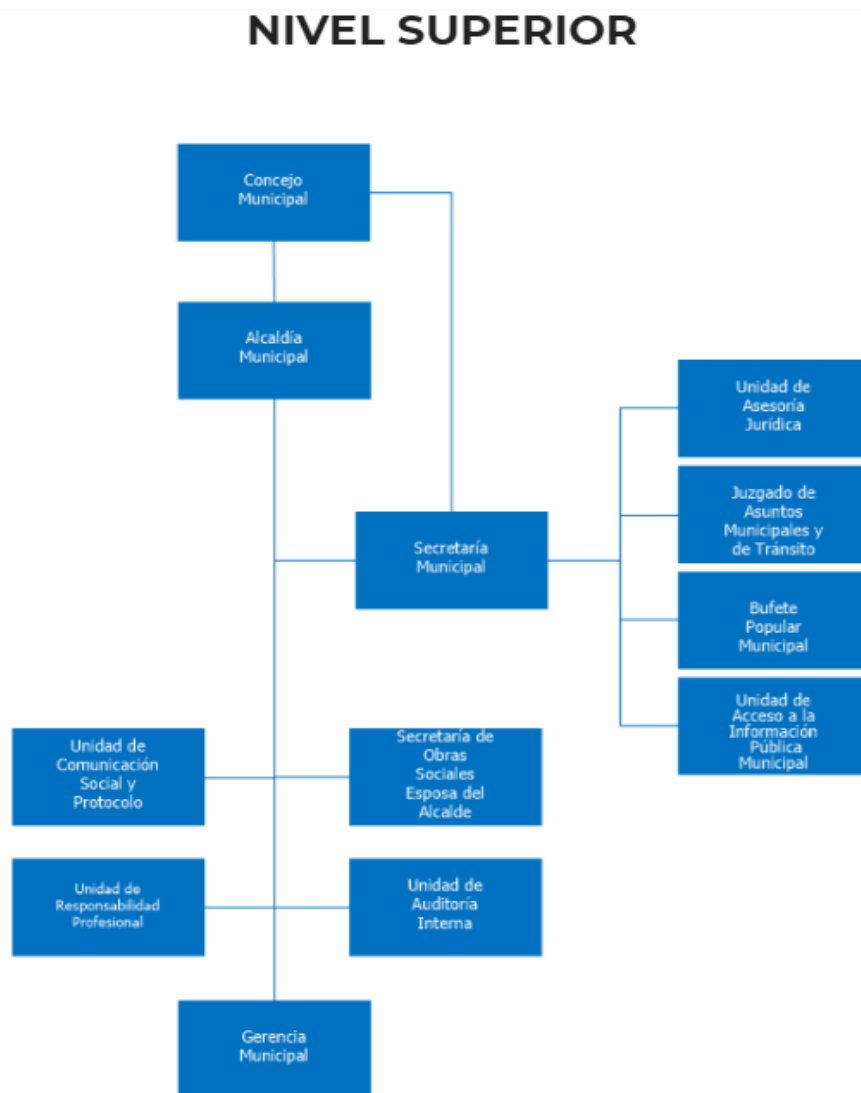 NIVEL SUPERIOR
Concejo
Municipal
Alcaldía
Municipal
Unidad de
Asesoría
Jurídica
Juzgado de
Asuntos
Municipales y
de Tránsito
Secretaría
Municipal
Bufete
Popular
Municipal
Unidad de
Acceso a la
Información
Pública
Municipal
Unidad de
Comunicación
Social y
Protocolo
Secretaría de
Obras
Sociales
Esposa del
Alcalde
Unidad de
Responsabilidad
Profesional
Unidad de
Auditoría
Interna
Gerencia
Municipal